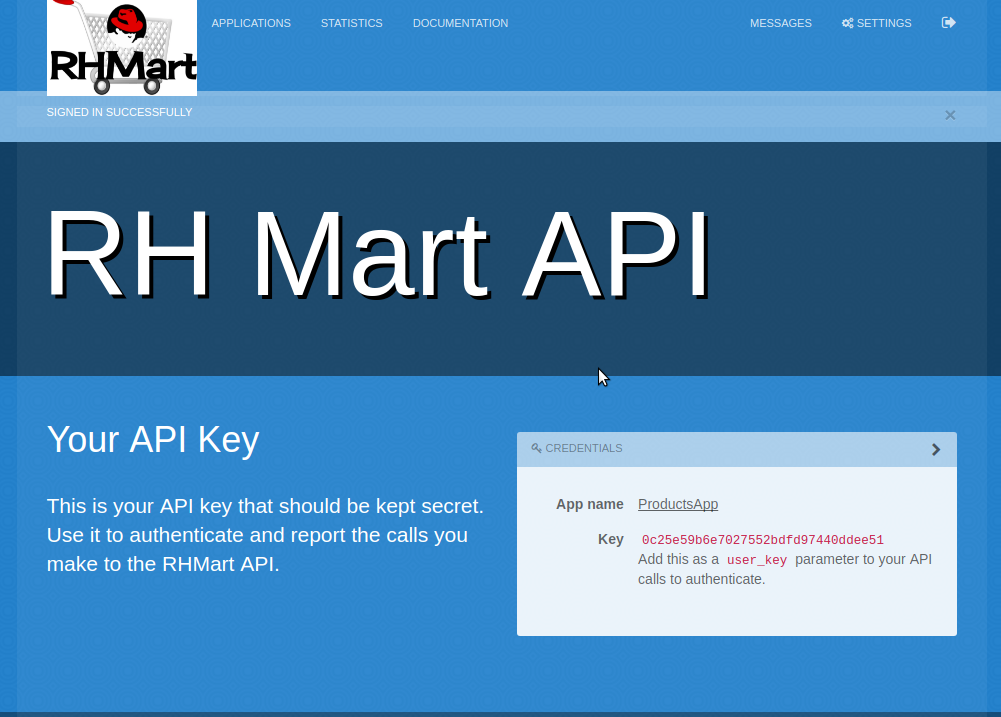 RHMart
APPLICATIONS STATISTICS DOCUMENTATION MESSAGES SETTINGS
SIGNED IN SUCCESSFULLY
RH Mart API
Your API Key
This is your API key that should be kept secret.
Use it to authenticate and report the calls you
make to the RHMart API.
CREDENTIALS
App name ProductsApp
Key 0c25e59b6e7027552bdfd97440ddee51
Add this as a user_key parameter to your API
calls to authenticate.